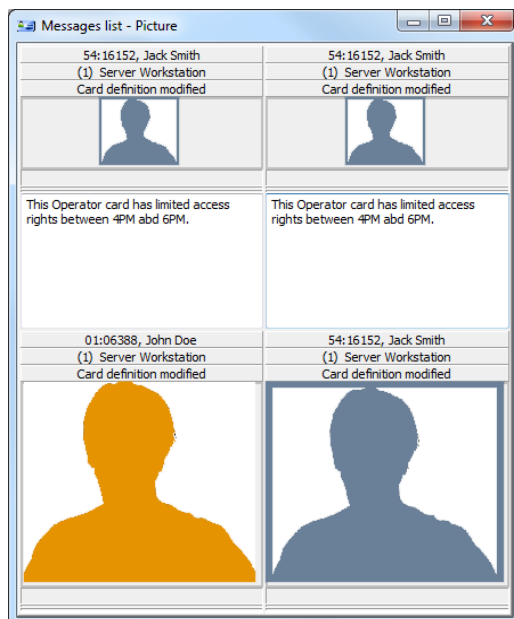 Messages list - Picture
54:16152, Jack Smith
(1) Server Workstation
Card definition modified
This Operator card has limited access
rights between 4PM abd 6PM.
54:16152, Jack Smith
(1) Server Workstation
Card definition modified
This Operator card has limited access
rights between 4PM abd 6PM.
01:06388, John Doe
(1) Server Workstation
Card definition modified
54:16152, Jack Smith
(1) Server Workstation
Card definition modified